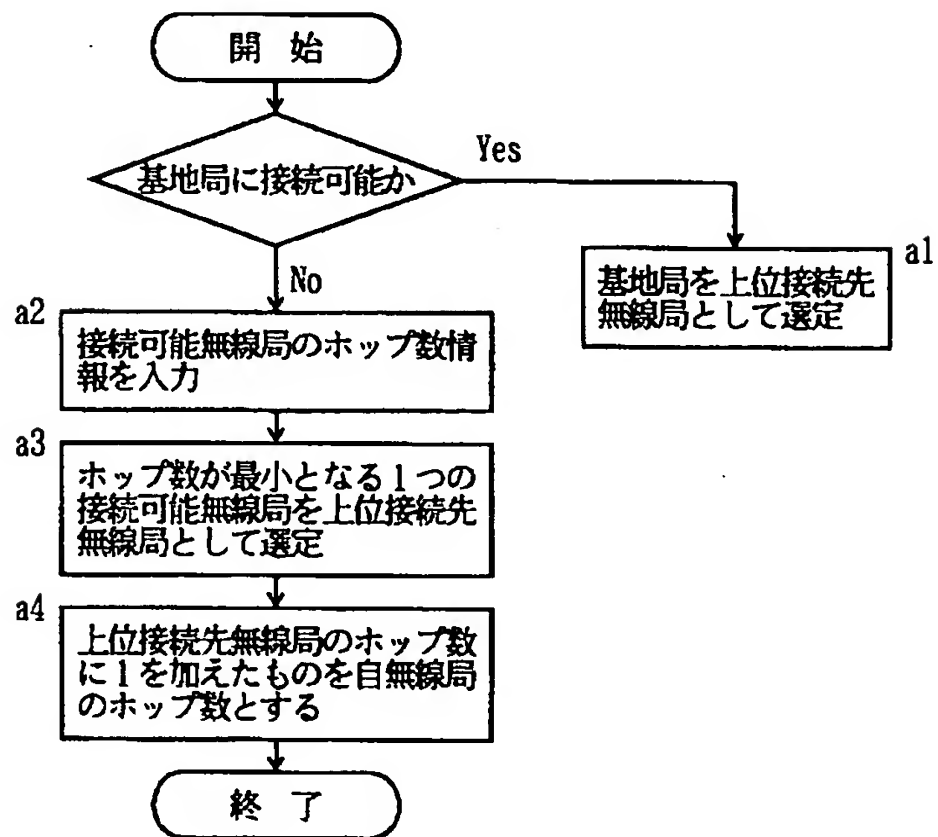 開 始
基地局に接続可能か
Yes
No
a1
基地局を上位接続先
無線局として選定
a2
接続可能無線局のホップ数情
報を入力
a3
ホップ数が最小となる1つの
接続可能無線局を上位接続先
無線局として選定
a4
上位接続先無線局のホップ数
に1を加えたものを自無線局
のホップ数とする
終 了